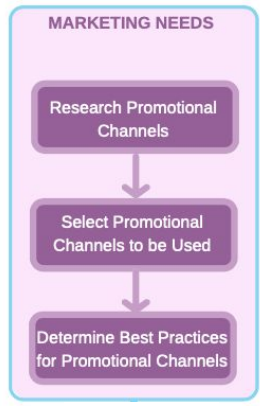 MARKETING NEEDS
Research Promotional
Channels
Select Promotional
Channels to be Used
Determine Best Practices
for Promotional Channels